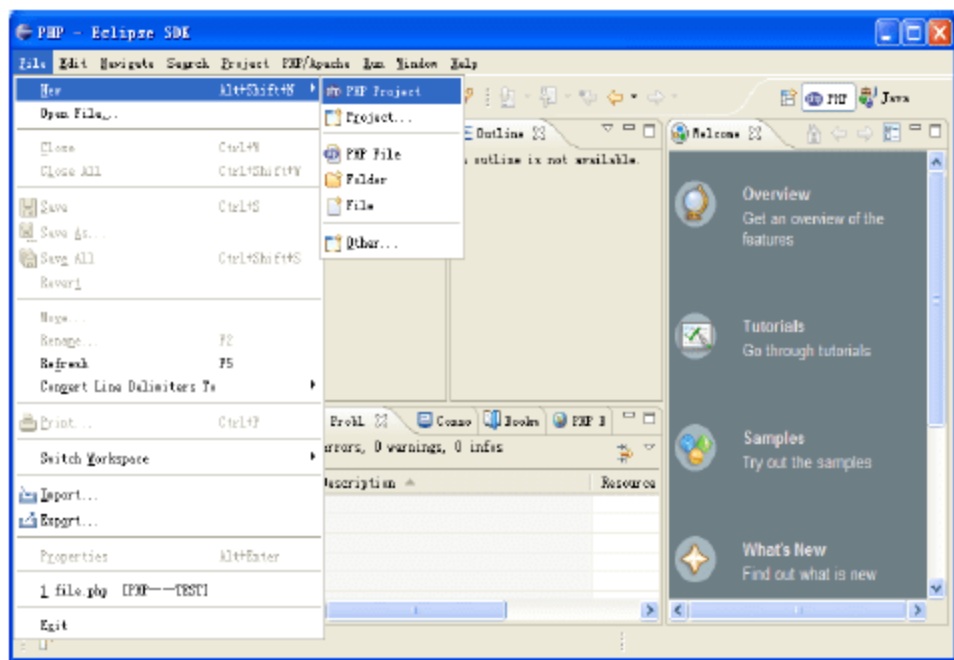 PHP - Eclipse SDK
File Edit Navigate Search Project PHP/Apache Run Window Help
New Alt+Shift+N
Open File...
Close Ctrl+W
Close All Ctrl+Shift+W
Save Ctrl+S
Save As...
Save All Ctrl+Shift+S
Revert
Move...
Rename... F2
Refresh F5
Convert Line Delimiters To
Print... Ctrl+P
Switch Workspace
Import...
Export...
Properties Alt+Enter
1 file.php [PHP---TEST]
Exit
PHP Project
Project...
PHP File
Folder
File
Other...
PHP Java
Outline
outline is not available.
Welcome
Overview
Get an overview of the
features
Tutorials
Go through tutorials
Samples
Try out the samples
What's New
Find out what is new
Probl Conso Bookm PHP B
errors, 0 warnings, 0 infos
Description Resource